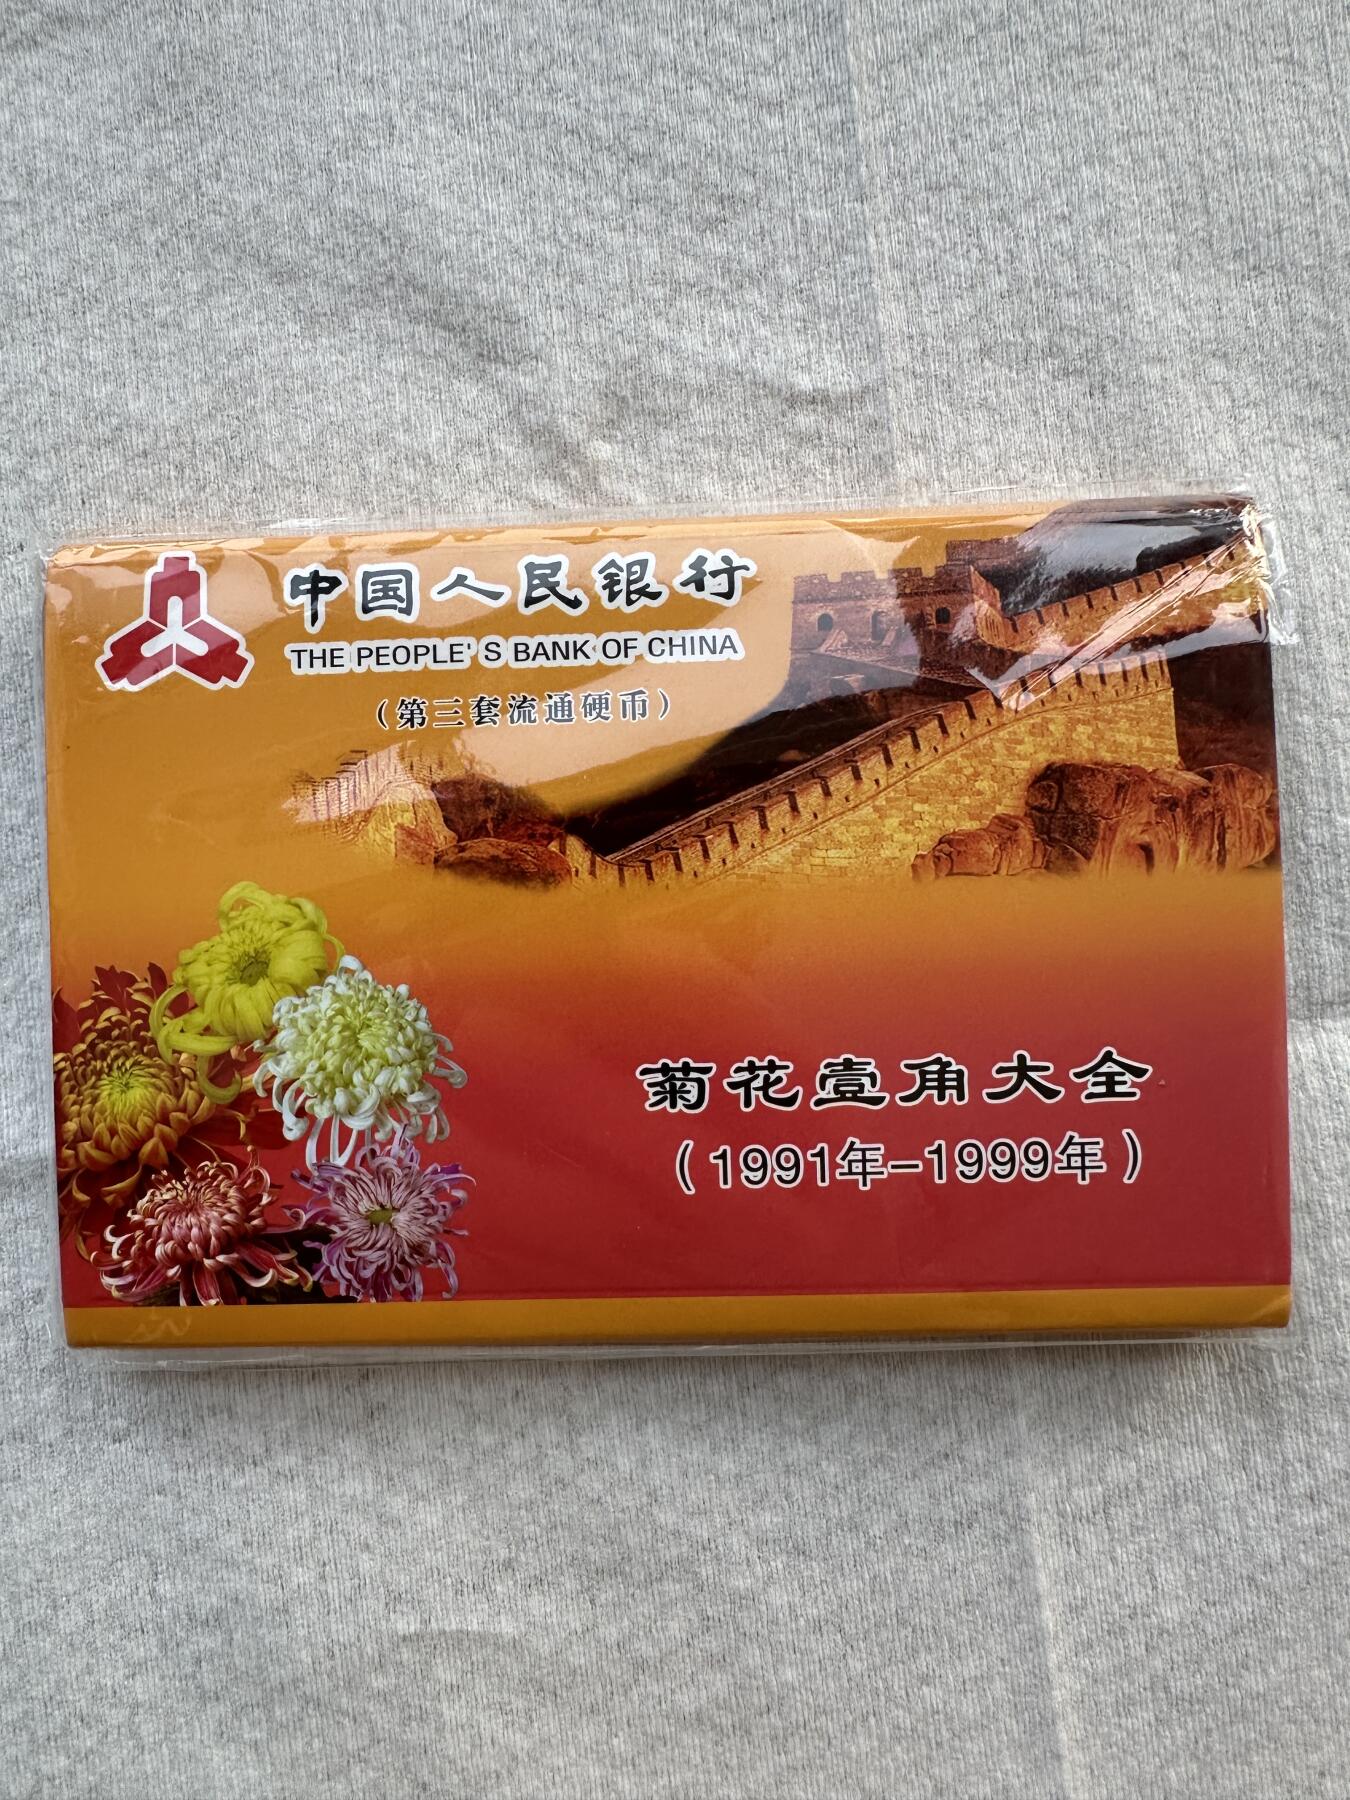 中国人民银行
THE PEOPLE' S BANK OF CHINA
（第三套流通硬币）
菊花壹角大全
（1991年-1999年）